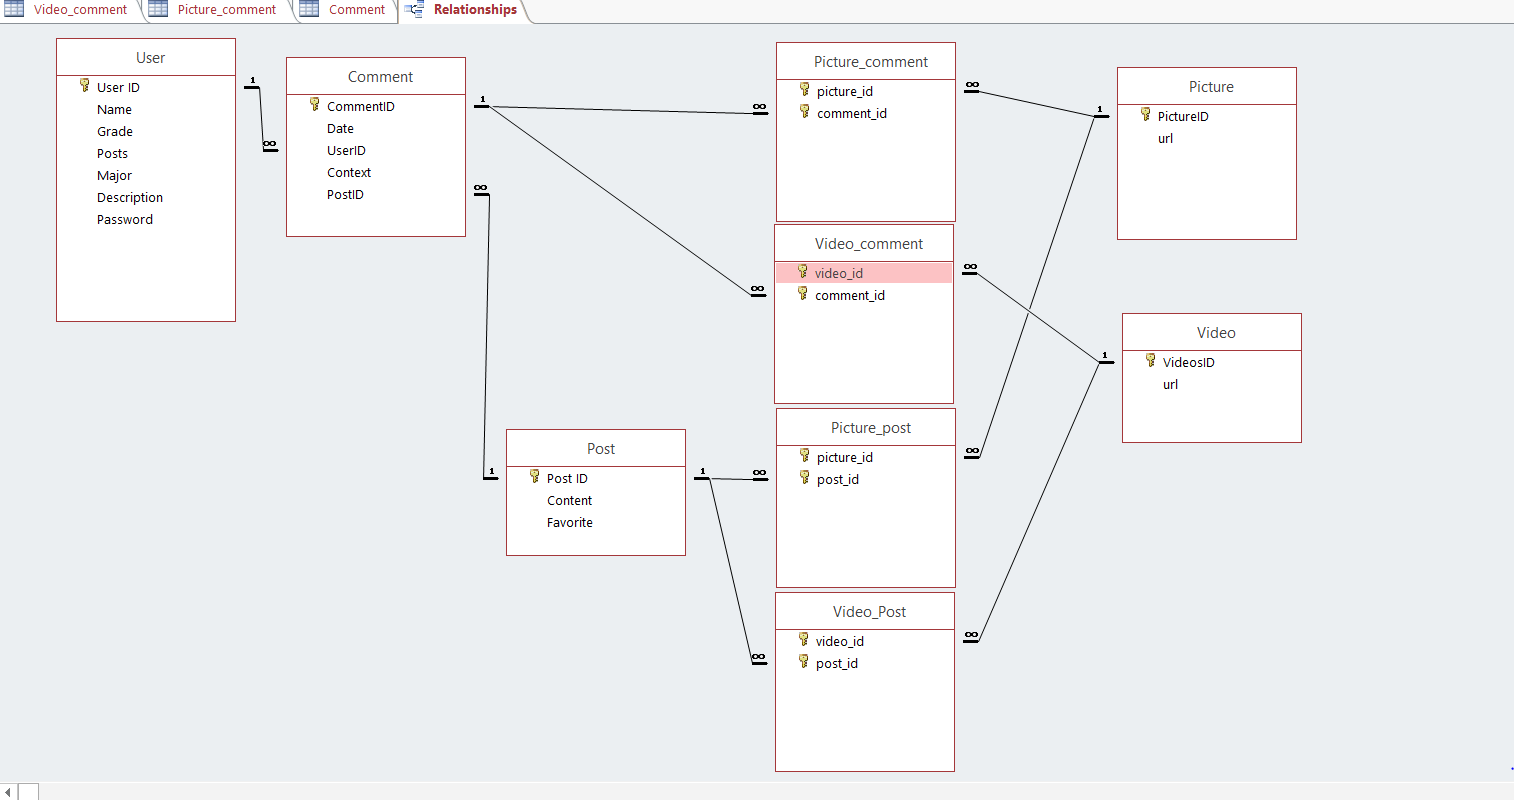 Video_comment Picture_comment Comment Relationships
User
User ID
Name
Grade
Posts
Major
Description
Password
1
∞
Comment
CommentID
Date
UserID
Context
PostID
1
∞
Picture_comment
picture_id
comment_id
∞
∞
Picture
PictureID
url
1
Video_comment
video_id
comment_id
∞
∞
Video
VideosID
url
1
Post
Post ID
Content
Favorite
1
1
Picture_post
picture_id
post_id
∞
∞
Video_Post
video_id
post_id
∞
∞